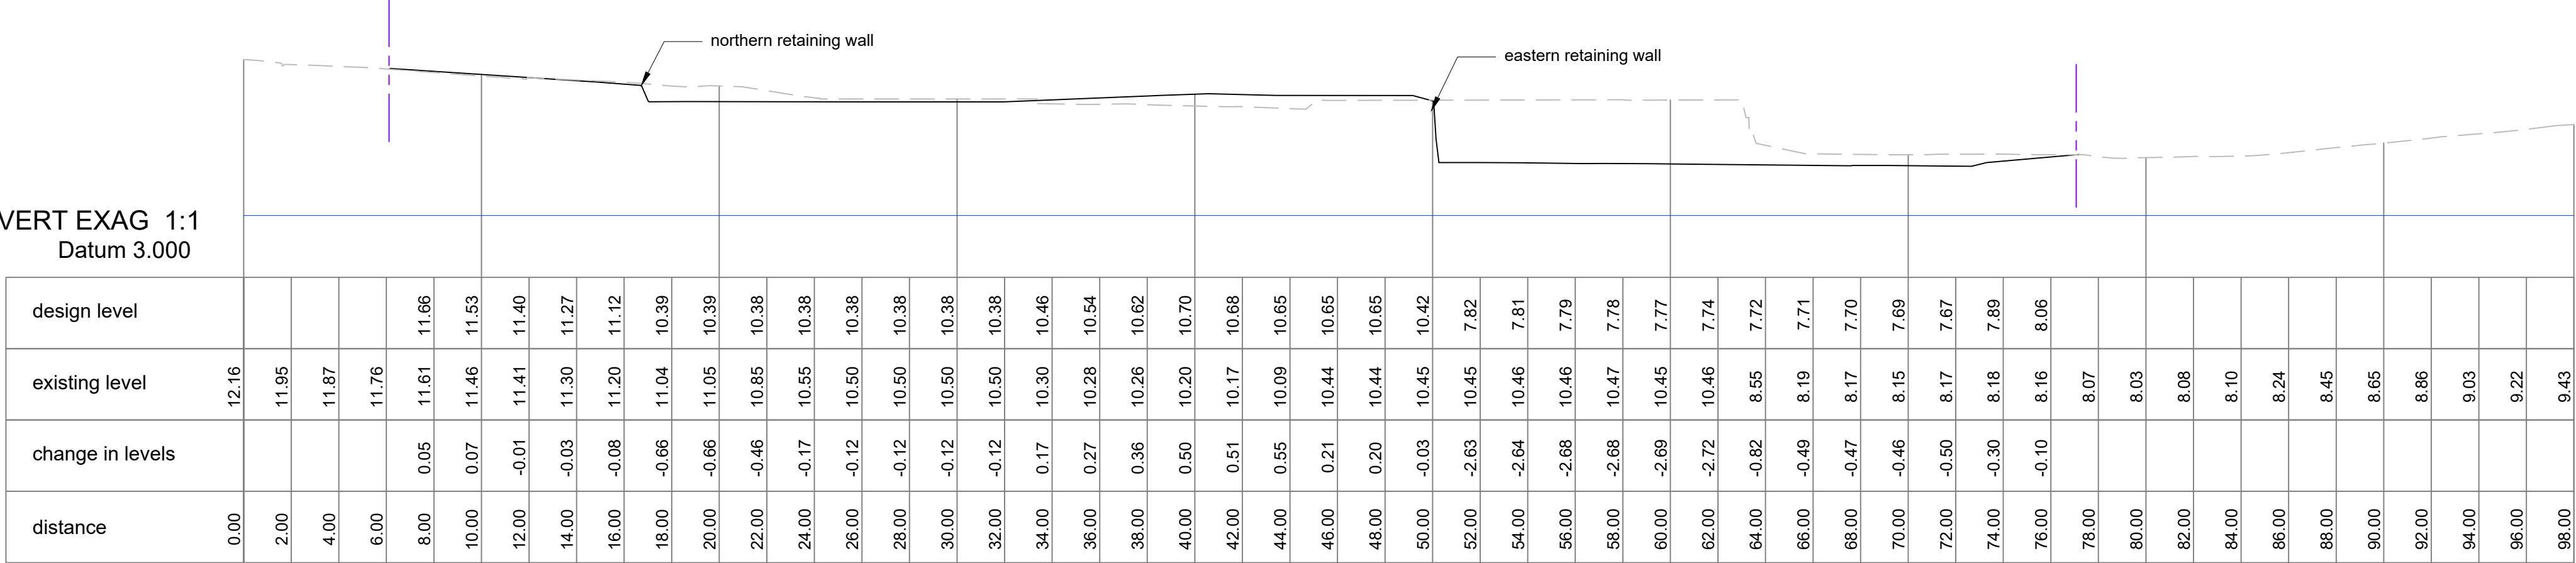 northern retaining wall
eastern retaining wall
VERT EXAG 1:1
Datum 3.000
design level 11.66 11.53 11.40 11.27 11.12 10.39 10.39 10.38 10.38 10.38 10.38 10.38 10.38 10.46 10.54 10.62 10.70 10.68 10.65 10.65 10.65 10.42 7.82 7.81 7.79 7.78 7.77 7.74 7.72 7.71 7.70 7.69 7.67 7.89 8.06
existing level 12.16 11.95 11.87 11.76 11.61 11.46 11.41 11.30 11.20 11.04 11.05 10.85 10.55 10.50 10.50 10.50 10.50 10.30 10.28 10.26 10.20 10.17 10.09 10.44 10.44 10.45 10.45 10.46 10.46 10.47 10.45 10.46 8.55 8.19 8.17 8.15 8.17 8.18 8.16 8.07 8.03 8.08 8.10 8.24 8.45 8.65 8.86 9.03 9.22 9.43
change in levels 0.05 0.07 -0.01 -0.03 -0.08 -0.66 -0.66 -0.46 -0.17 -0.12 -0.12 -0.12 -0.12 0.17 0.27 0.36 0.50 0.51 0.55 0.21 0.20 -0.03 -2.63 -2.64 -2.68 -2.68 -2.69 -2.72 -0.82 -0.49 -0.47 -0.46 -0.50 -0.30 -0.10
distance 0.00 2.00 4.00 6.00 8.00 10.00 12.00 14.00 16.00 18.00 20.00 22.00 24.00 26.00 28.00 30.00 32.00 34.00 36.00 38.00 40.00 42.00 44.00 46.00 48.00 50.00 52.00 54.00 56.00 58.00 60.00 62.00 64.00 66.00 68.00 70.00 72.00 74.00 76.00 78.00 80.00 82.00 84.00 86.00 88.00 90.00 92.00 94.00 96.00 98.00